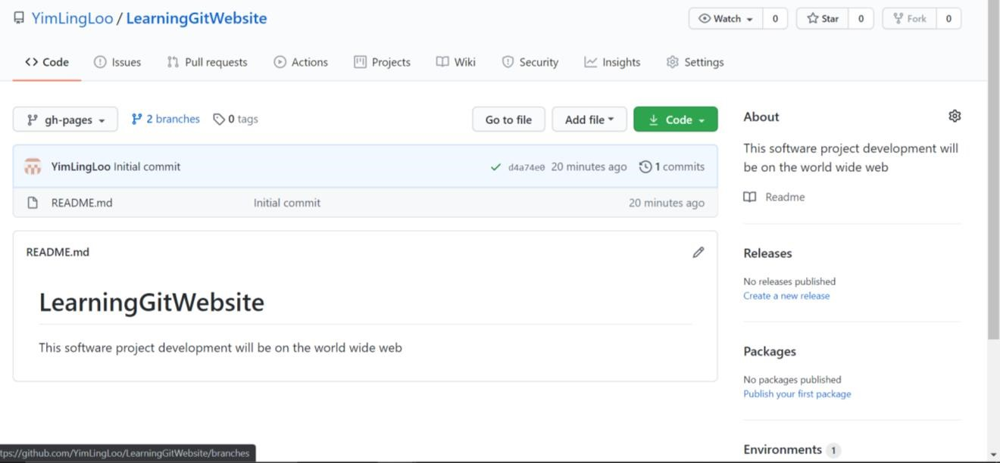 YimLingLoo / LearningGitWebsite
Watch 0 Star 0 Fork 0
Code Issues Pull requests Actions Projects Wiki Security Insights Settings
gh-pages 2 branches 0 tags Go to file Add file Code
YimLingLoo Initial commit d4a74e0 20 minutes ago 1 commits
README.md Initial commit 20 minutes ago
README.md
LearningGitWebsite
This software project development will be on the world wide web
About
This software project development will
be on the world wide web
Readme
Releases
No releases published
Create a new release
Packages
No packages published
Publish your first package
Environments 1
tps://github.com/YimLingLoo/LearningGitWebsite/branches